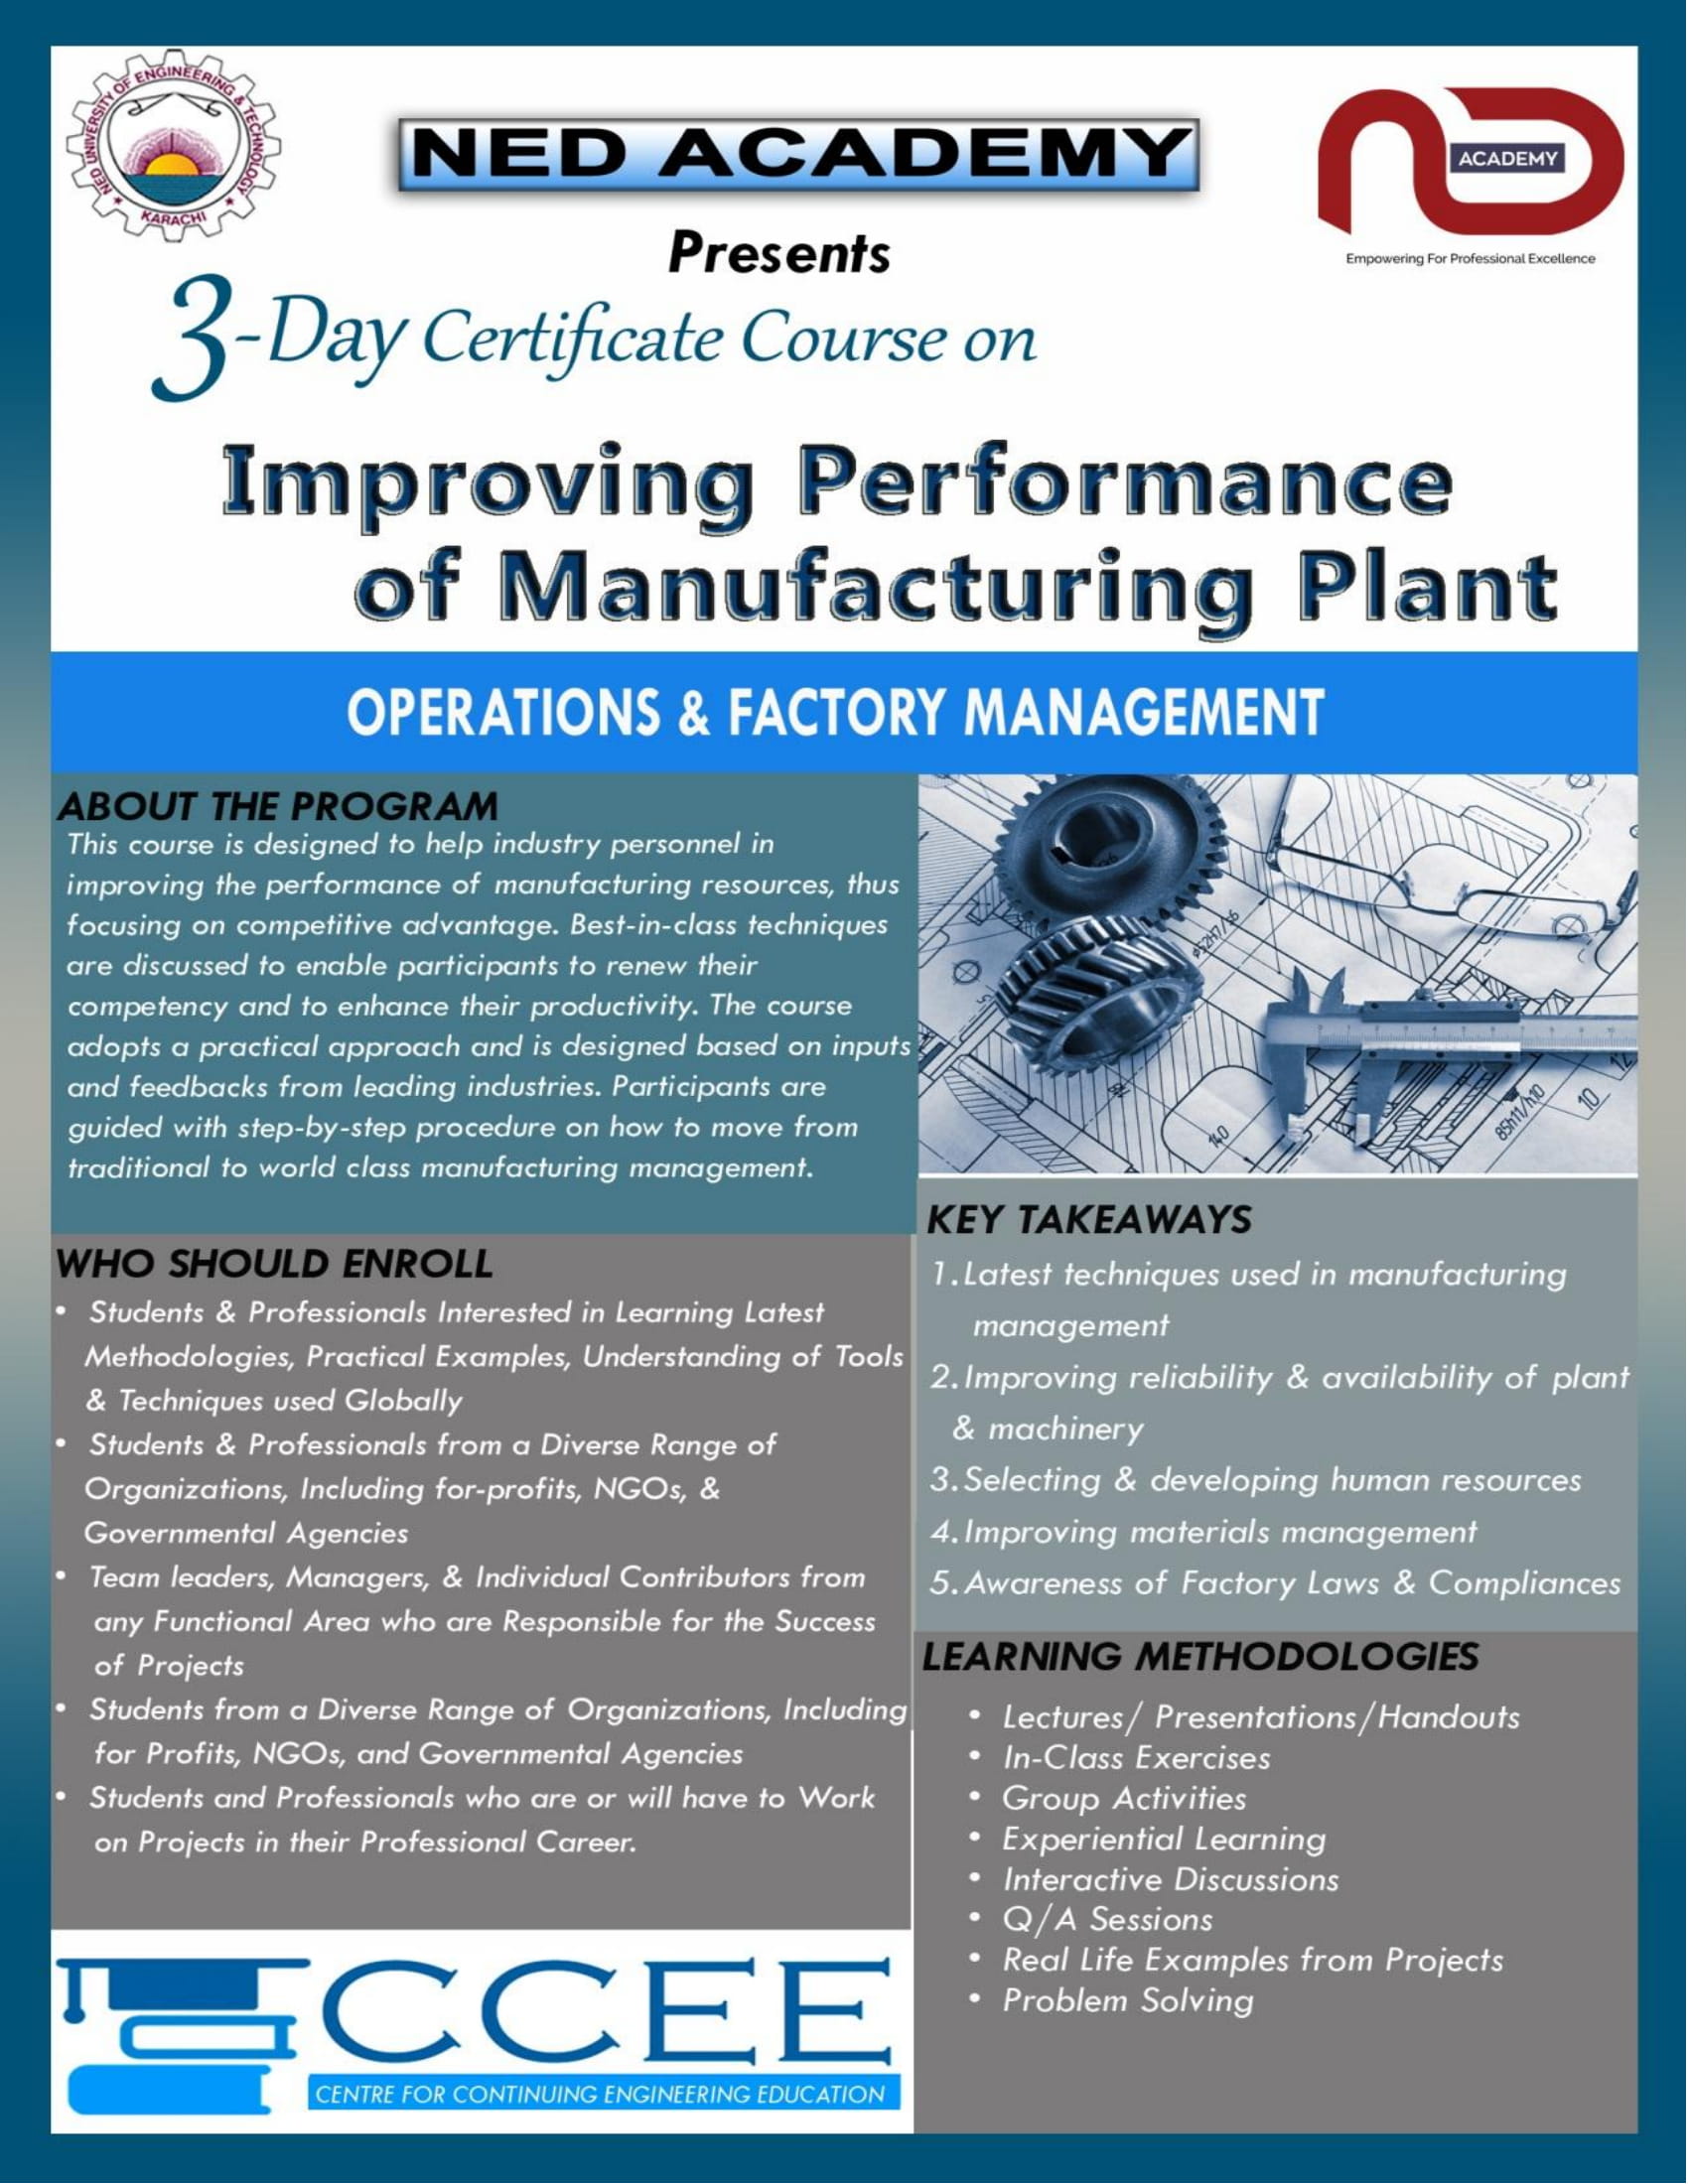 NED UNIVERSITY OF ENGINEERING & TECHNOLOGY
KARACHI
NED ACADEMY
ACADEMY
Empowering For Professional Excellence
Presents
3-Day Certificate Course on
Improving Performance
of Manufacturing Plant
OPERATIONS & FACTORY MANAGEMENT
ABOUT THE PROGRAM
This course is designed to help industry personnel in
improving the performance of manufacturing resources, thus
focusing on competitive advantage. Best-in-class techniques
are discussed to enable participants to renew their
competency and to enhance their productivity. The course
adopts a practical approach and is designed based on inputs
and feedbacks from leading industries. Participants are
guided with step-by-step procedure on how to move from
traditional to world class manufacturing management.
WHO SHOULD ENROLL
• Students & Professionals Interested in Learning Latest
Methodologies, Practical Examples, Understanding of Tools
& Techniques used Globally
• Students & Professionals from a Diverse Range of
Organizations, Including for-profits, NGOs, &
Governmental Agencies
• Team leaders, Managers, & Individual Contributors from
any Functional Area who are Responsible for the Success
of Projects
• Students from a Diverse Range of Organizations, Including
for Profits, NGOs, and Governmental Agencies
• Students and Professionals who are or will have to Work
on Projects in their Professional Career.
CCEE
CENTRE FOR CONTINUING ENGINEERING EDUCATION
140
85h11/h10
10
12
KEY TAKEAWAYS
1.Latest techniques used in manufacturing
management
2.Improving reliability & availability of plant
& machinery
3.Selecting & developing human resources
4.Improving materials management
5.Awareness of Factory Laws & Compliances
LEARNING METHODOLOGIES
• Lectures/ Presentations/Handouts
• In-Class Exercises
• Group Activities
• Experiential Learning
• Interactive Discussions
• Q/A Sessions
• Real Life Examples from Projects
• Problem Solving